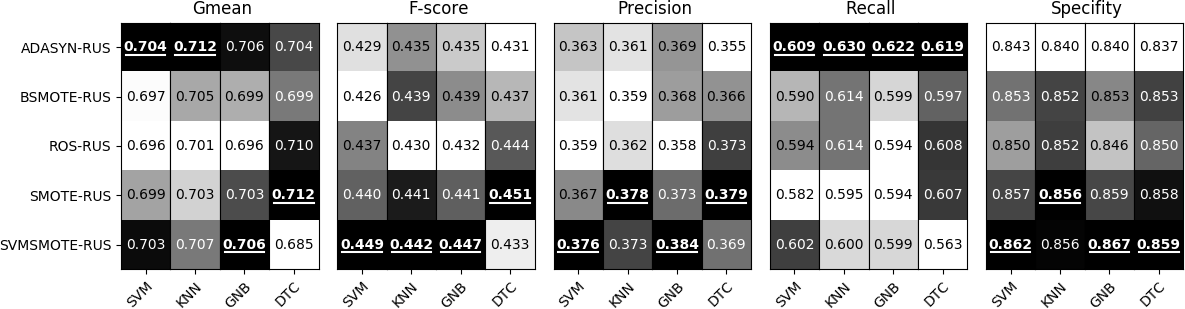 Gmean F-score Precision Recall Specifity
ADASYN-RUS 0.704 0.712 0.706 0.704 0.429 0.435 0.435 0.431 0.363 0.361 0.369 0.355 0.609 0.630 0.622 0.619 0.843 0.840 0.840 0.837
BSMOTE-RUS 0.697 0.705 0.699 0.699 0.426 0.439 0.439 0.437 0.361 0.359 0.368 0.366 0.590 0.614 0.599 0.597 0.853 0.852 0.853 0.853
ROS-RUS 0.696 0.701 0.696 0.710 0.437 0.430 0.432 0.444 0.359 0.362 0.358 0.373 0.594 0.614 0.594 0.608 0.850 0.852 0.846 0.850
SMOTE-RUS 0.699 0.703 0.703 0.712 0.440 0.441 0.441 0.451 0.367 0.378 0.373 0.379 0.582 0.595 0.594 0.607 0.857 0.856 0.859 0.858
SVMSMOTE-RUS 0.703 0.707 0.706 0.685 0.449 0.442 0.447 0.433 0.376 0.373 0.384 0.369 0.602 0.600 0.599 0.563 0.862 0.856 0.867 0.859
SVM KNN GNB DTC SVM KNN GNB DTC SVM KNN GNB DTC SVM KNN GNB DTC SVM KNN GNB DTC